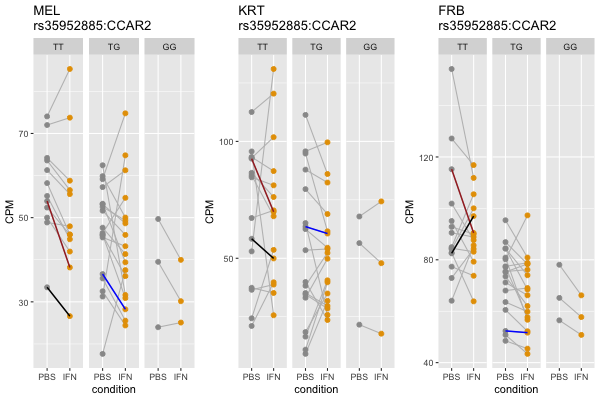 MEL
rs35952885:CCAR2
TT TG GG
CPM
70
50
30
PBS IFN PBS IFN PBS IFN
condition
KRT
rs35952885:CCAR2
TT TG GG
CPM
100
50
PBS IFN PBS IFN PBS IFN
condition
FRB
rs35952885:CCAR2
TT TG GG
CPM
120
80
40
PBS IFN PBS IFN PBS IFN
condition